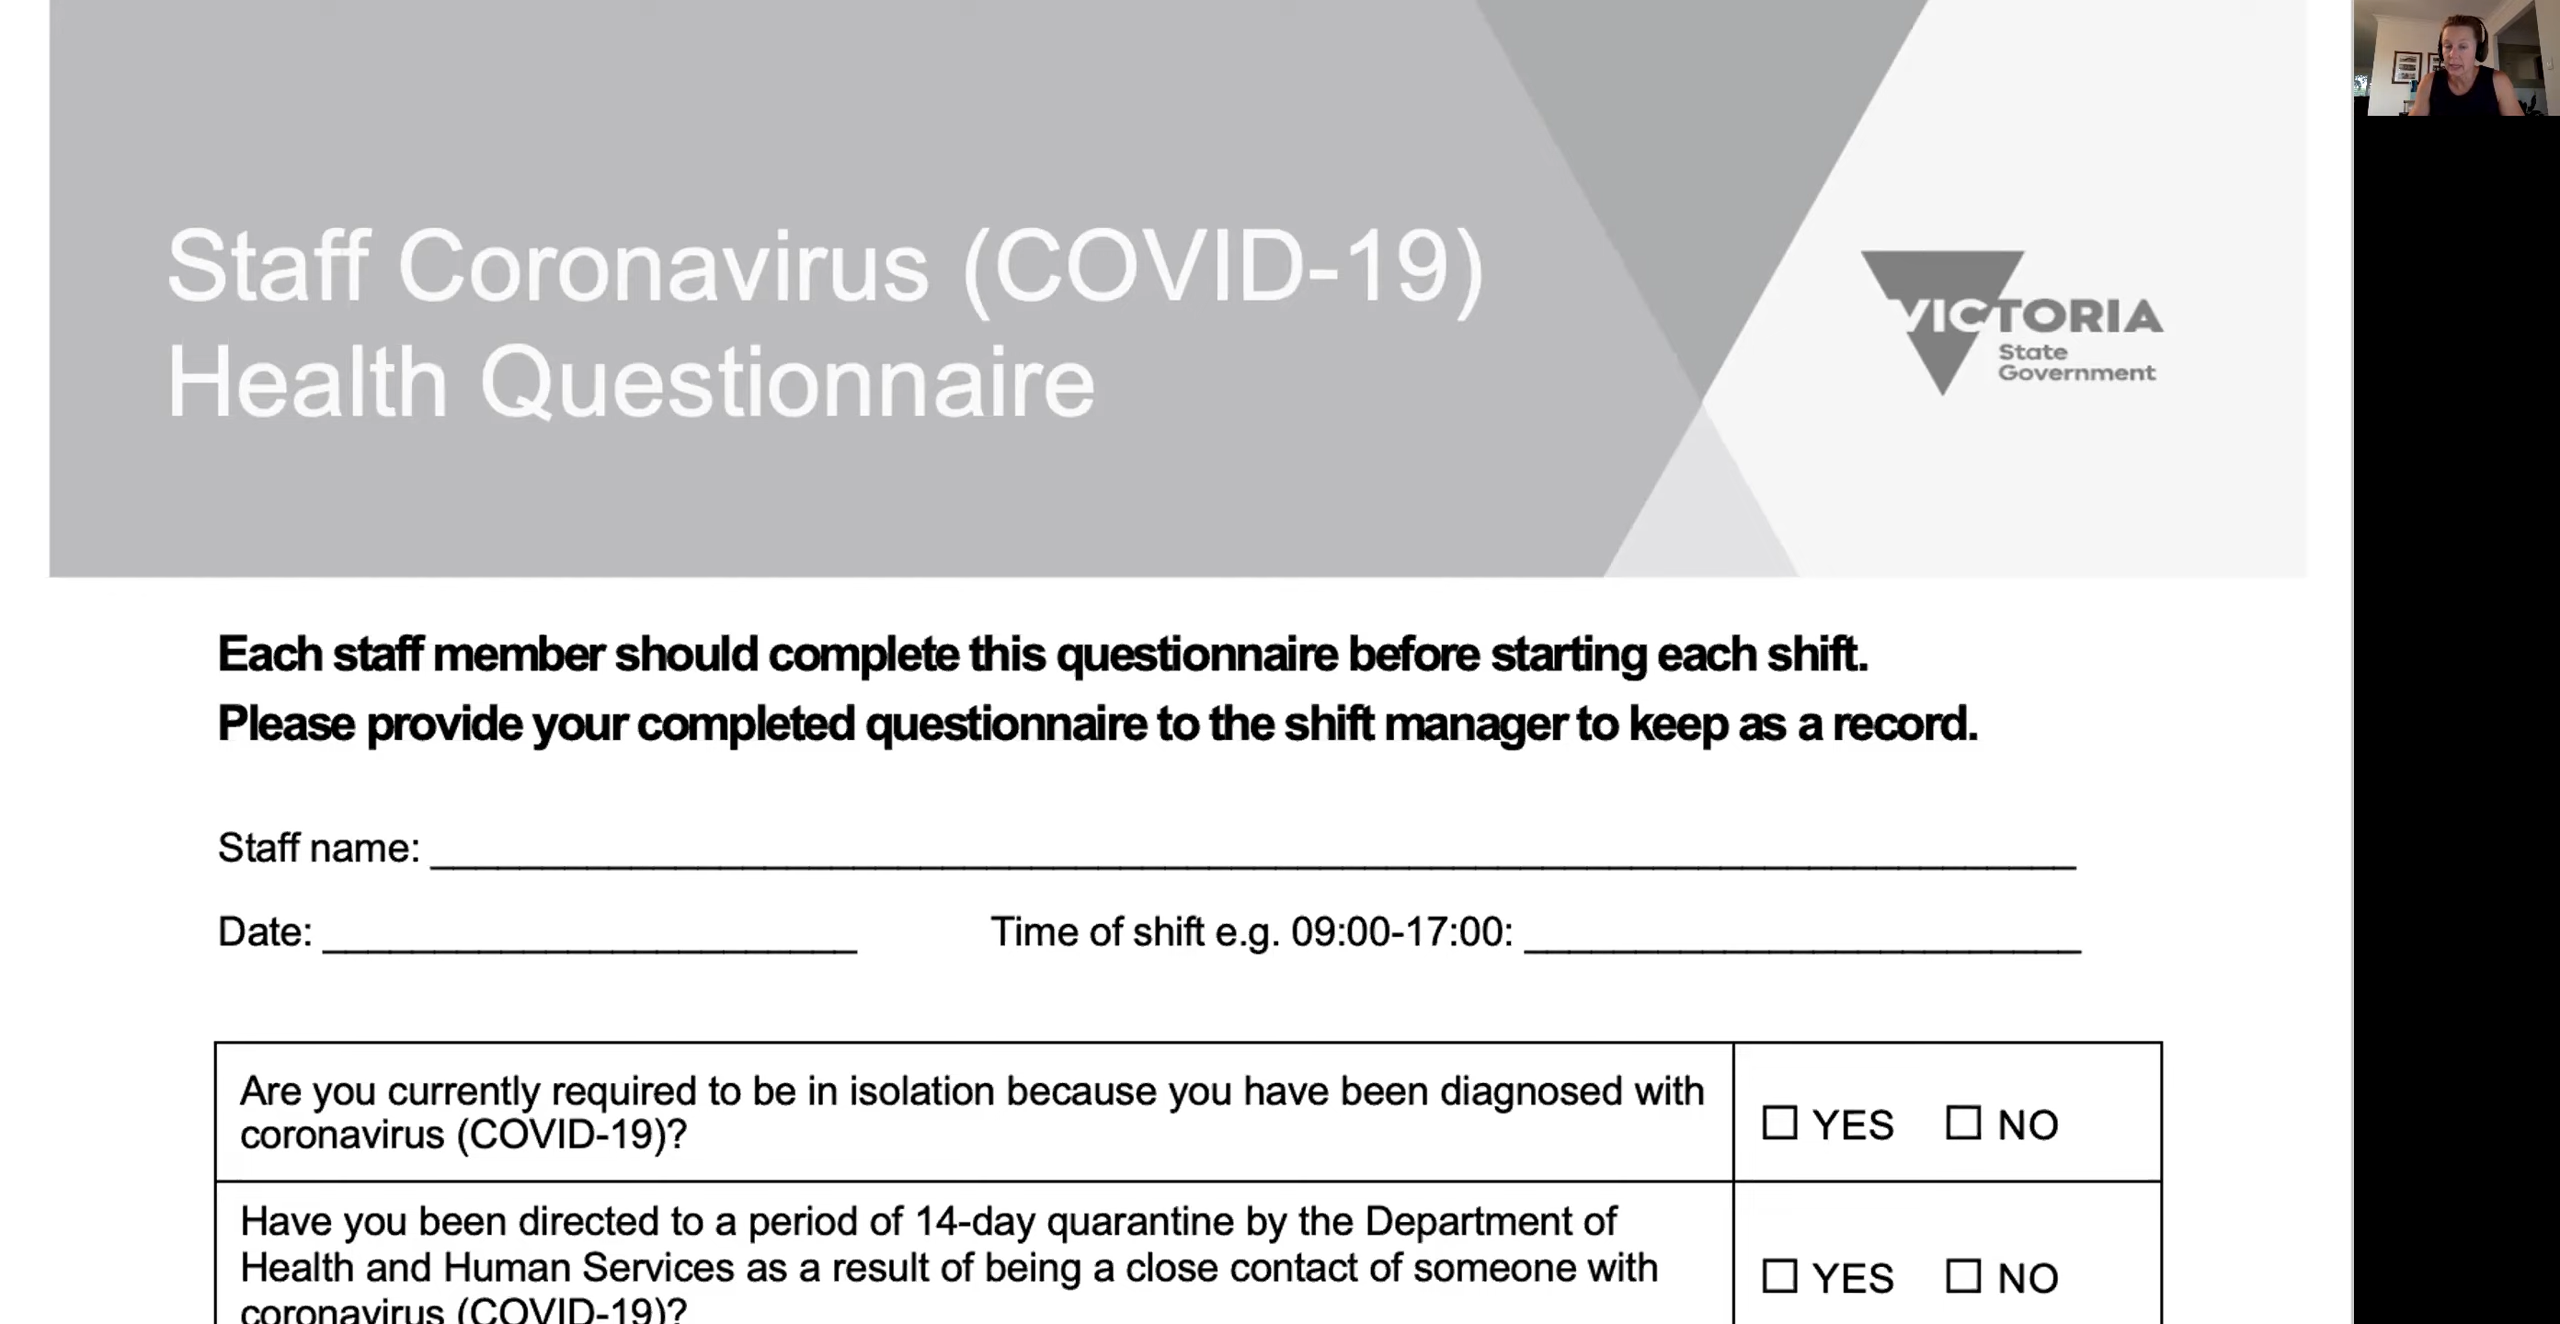 Staff Coronavirus (COVID-19)
Health Questionnaire
VICTORIA
State
Government
Each staff member should complete this questionnaire before starting each shift.
Please provide your completed questionnaire to the shift manager to keep as a record.
Staff name:
Date: Time of shift e.g. 09:00-17:00:
Are you currently required to be in isolation because you have been diagnosed with
coronavirus (COVID-19)?
☐ YES ☐ NO
Have you been directed to a period of 14-day quarantine by the Department of
Health and Human Services as a result of being a close contact of someone with
coronavirus (COVID-19)?
☐ YES ☐ NO